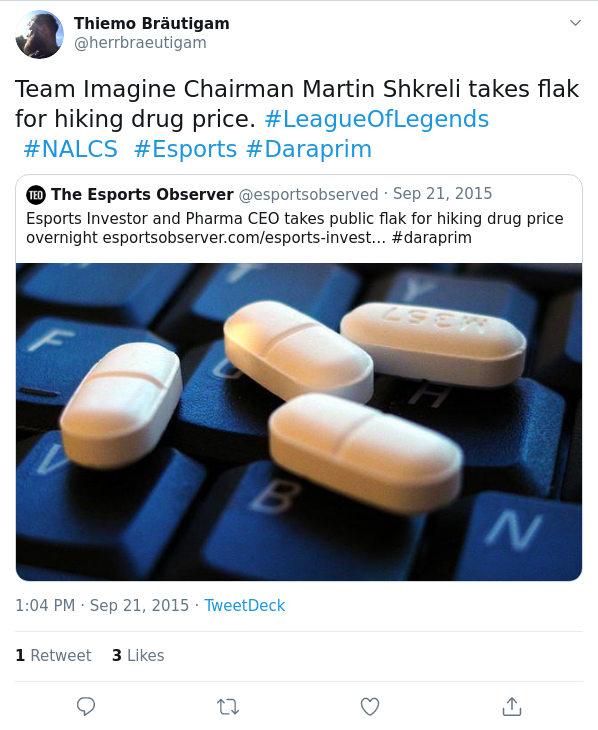 Thiemo Bräutigam
@herrbraeutigam
Team Imagine Chairman Martin Shkreli takes flak
for hiking drug price. #LeagueOfLegends
#NALCS #Esports #Daraprim
TEO The Esports Observer @esportsobserved · Sep 21, 2015
Esports Investor and Pharma CEO takes public flak for hiking drug price
overnight esportsobserver.com/esports-invest... #daraprim
T Y
F G M357
H
V B N
1:04 PM · Sep 21, 2015 · TweetDeck
1 Retweet 3 Likes